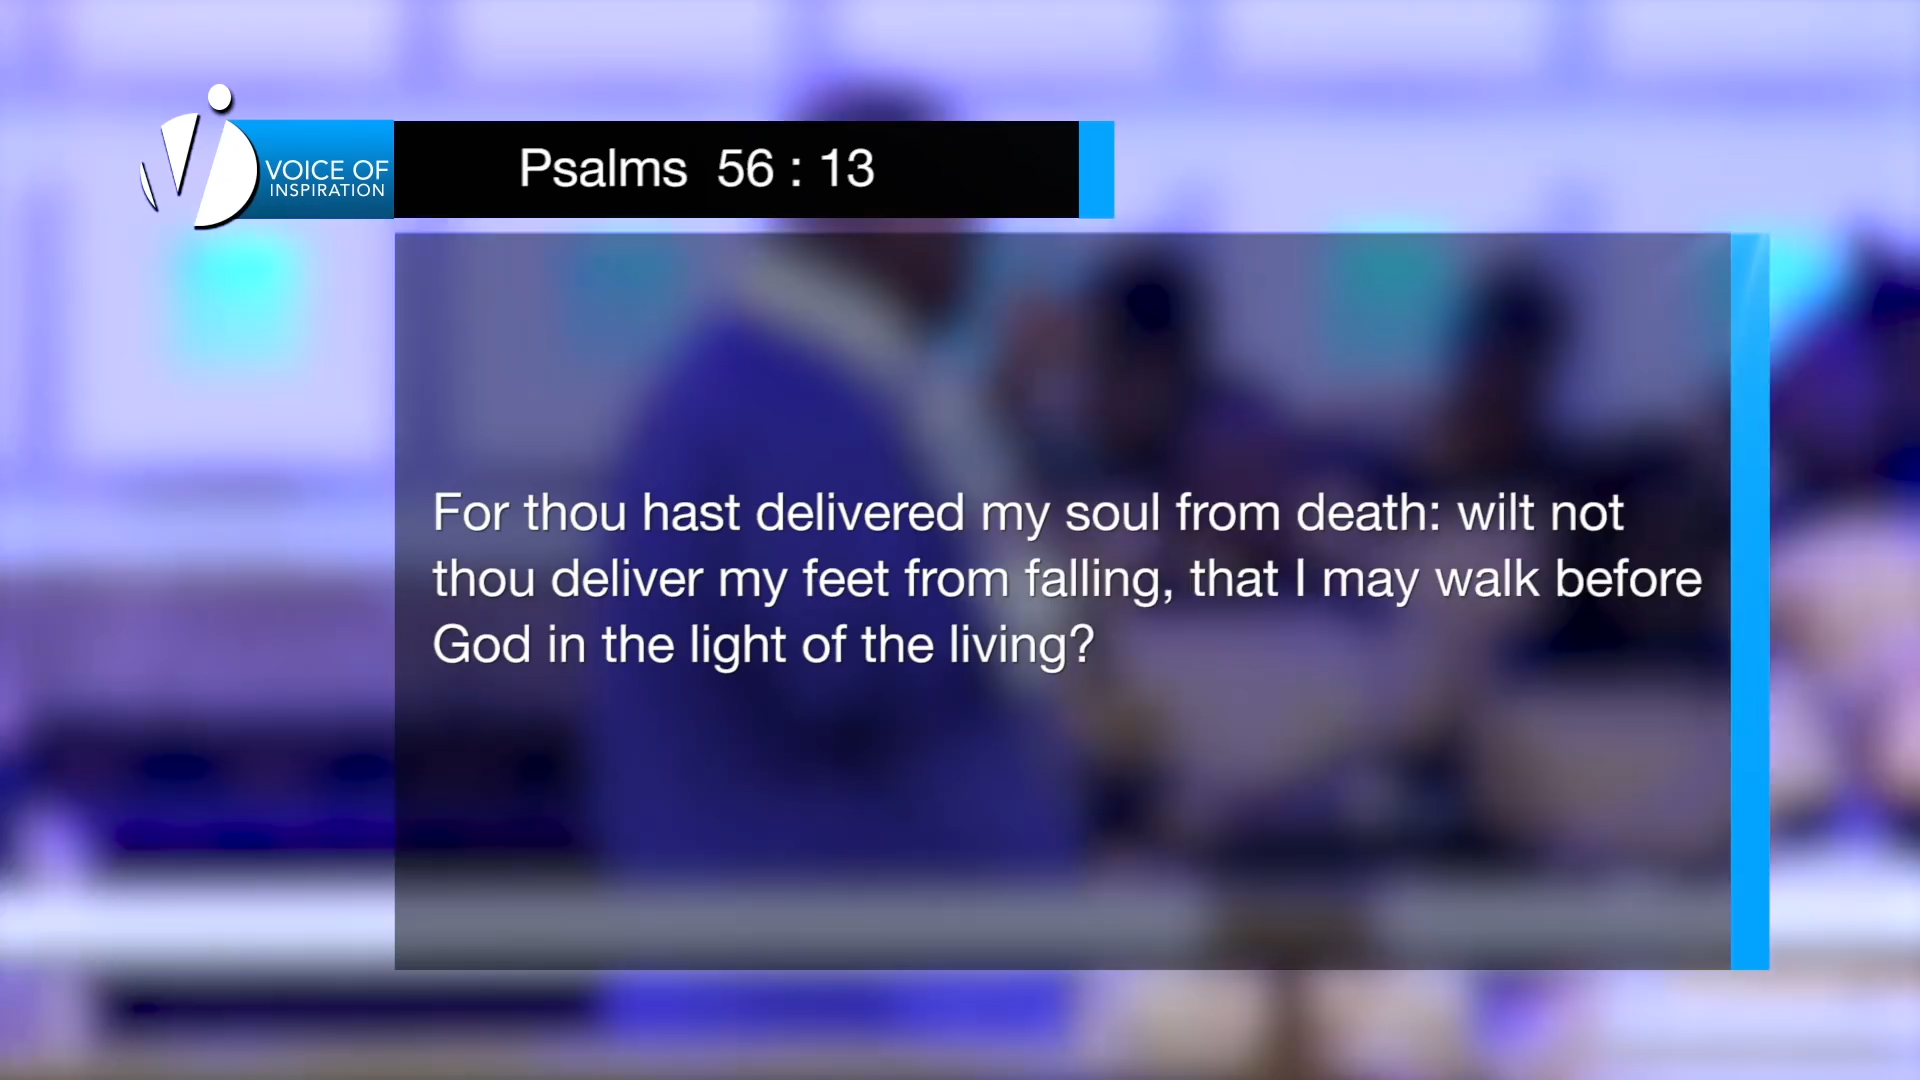 VOICE OF
INSPIRATION
Psalms 56 : 13
For thou hast delivered my soul from death: wilt not
thou deliver my feet from falling, that I may walk before
God in the light of the living?